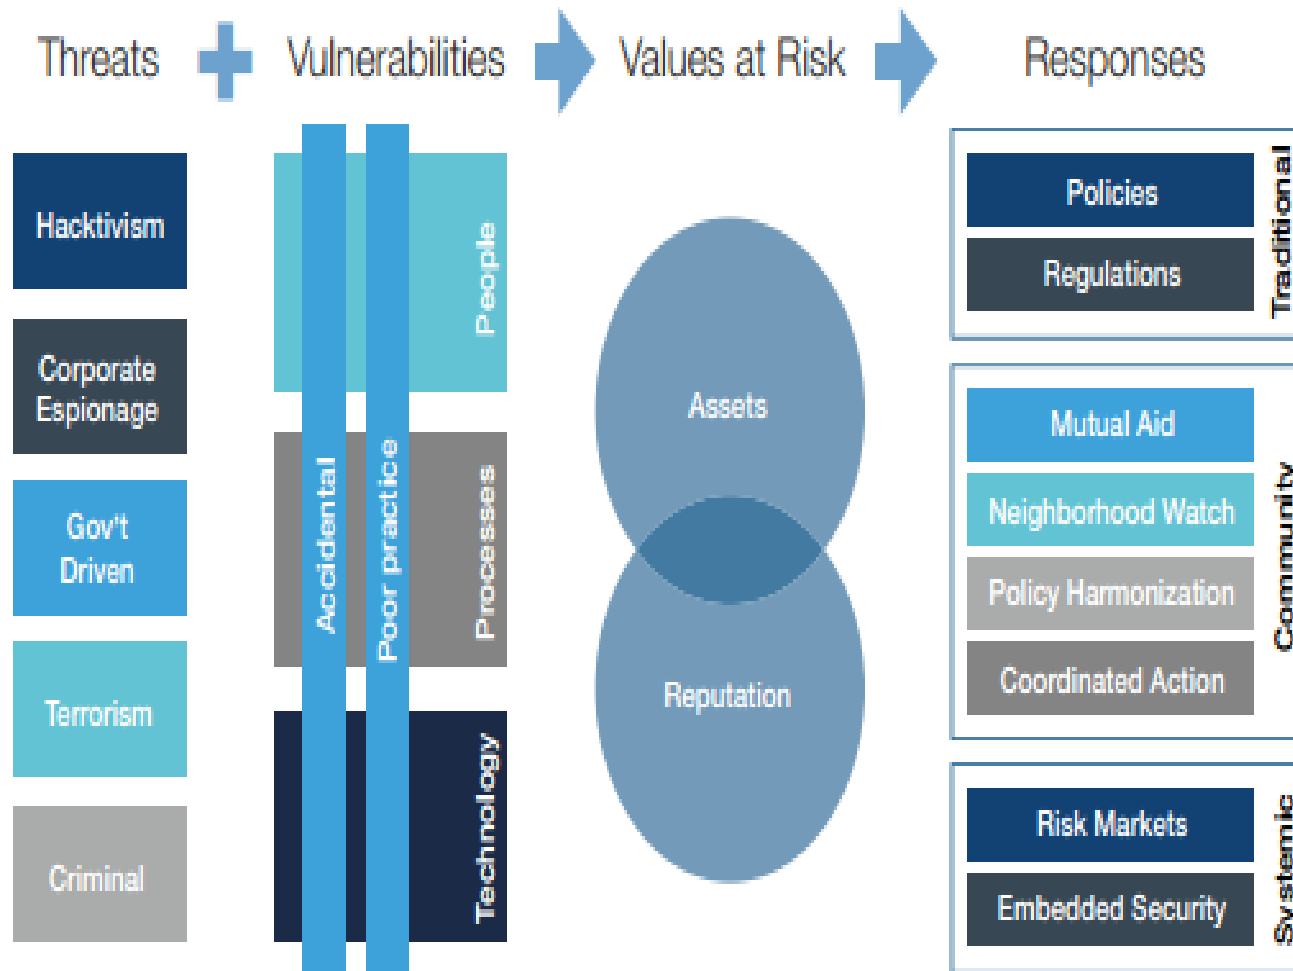 Threats
Vulnerabilities
Values at Risk
Responses
Hacktivism
Corporate
Espionage
Gov't
Driven
Terrorism
Criminal
Accidental
Poor practice
People
Processes
Technology
Assets
Reputation
Policies
Regulations
Traditional
Mutual Aid
Neighborhood Watch
Policy Harmonization
Coordinated Action
Community
Risk Markets
Embedded Security
Systemic